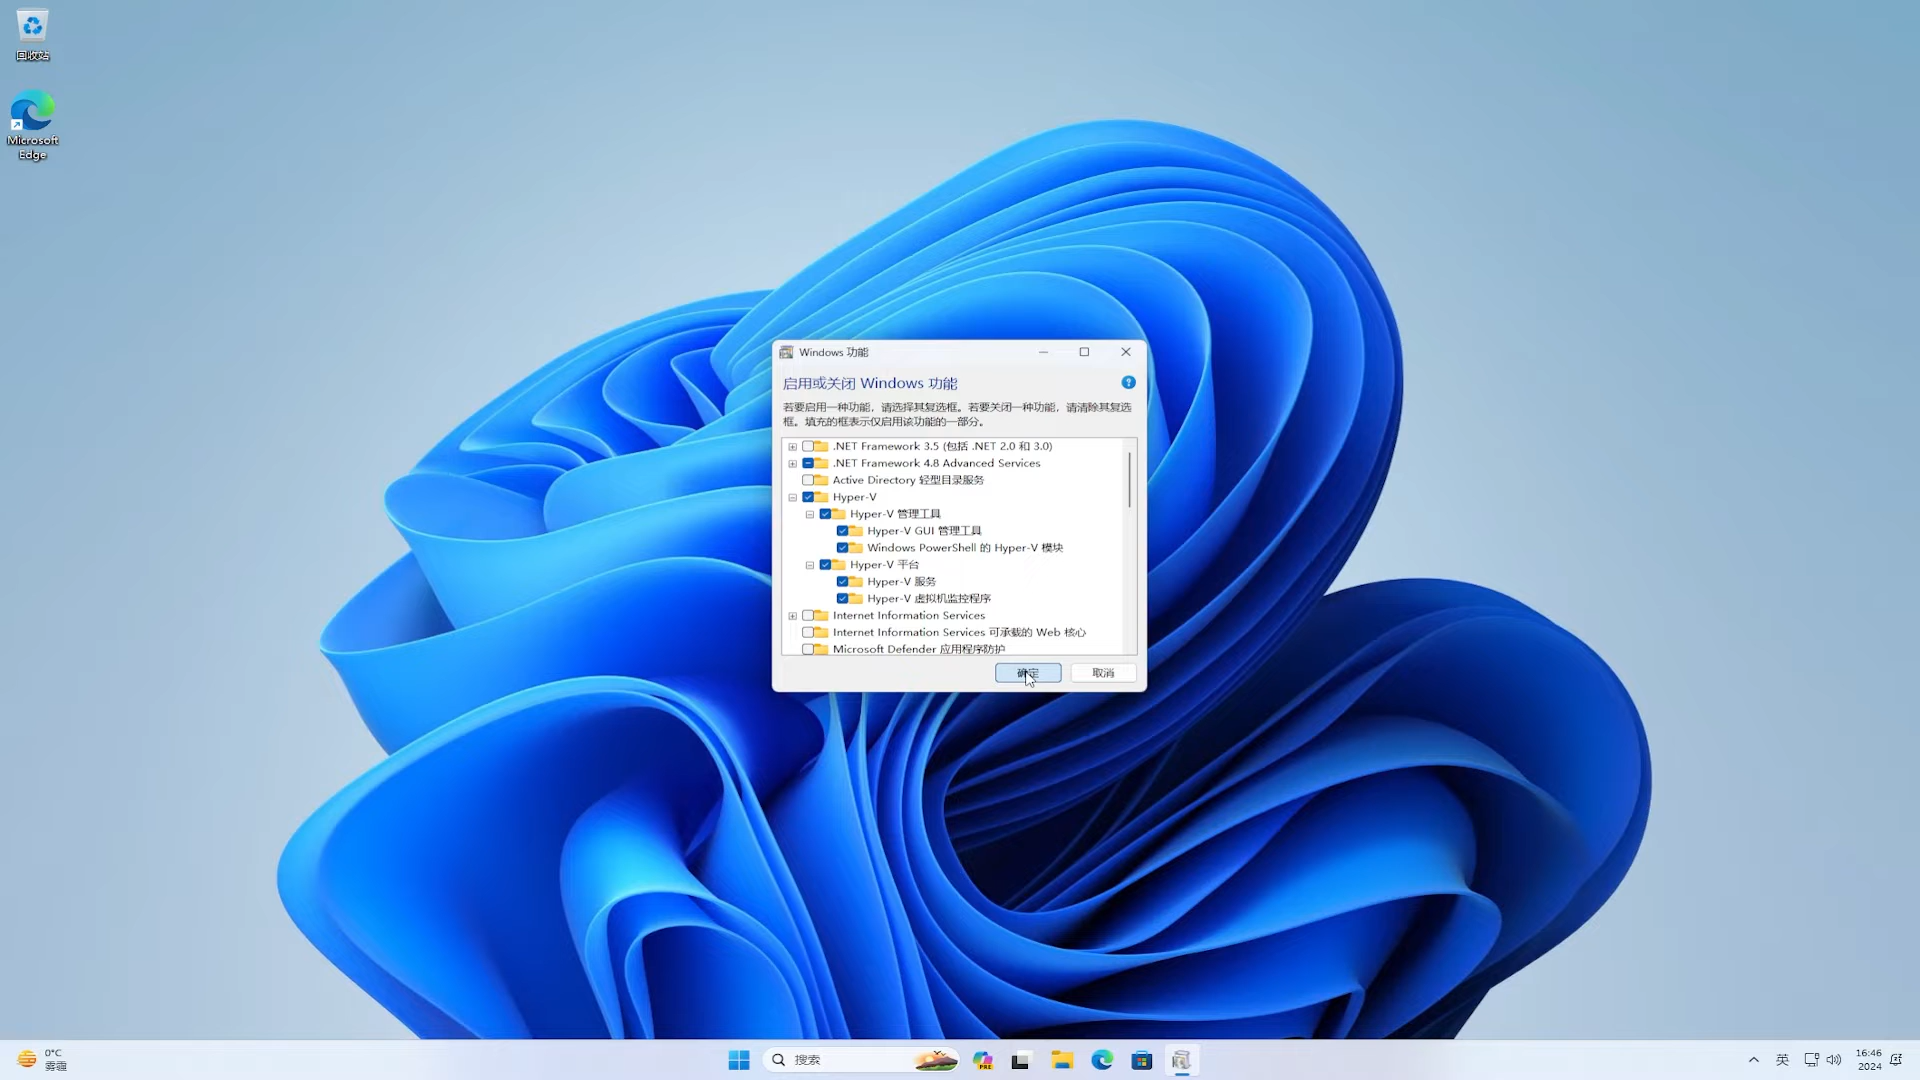 回收站
Microsoft
Edge
Windows 功能
启用或关闭 Windows 功能
若要启用一种功能，请选择其复选框。若要关闭一种功能，请清除其复选
框。填充的框表示仅启用该功能的一部分。
.NET Framework 3.5 (包括 .NET 2.0 和 3.0)
.NET Framework 4.8 Advanced Services
Active Directory 轻型目录服务
Hyper-V
Hyper-V 管理工具
Hyper-V GUI 管理工具
Windows PowerShell 的 Hyper-V 模块
Hyper-V 平台
Hyper-V 服务
Hyper-V 虚拟机监控程序
Internet Information Services
Internet Information Services 可承载的 Web 核心
Microsoft Defender 应用程序防护
确定
取消
0°C
雾霾
搜索
PRE
英
16:46
2024